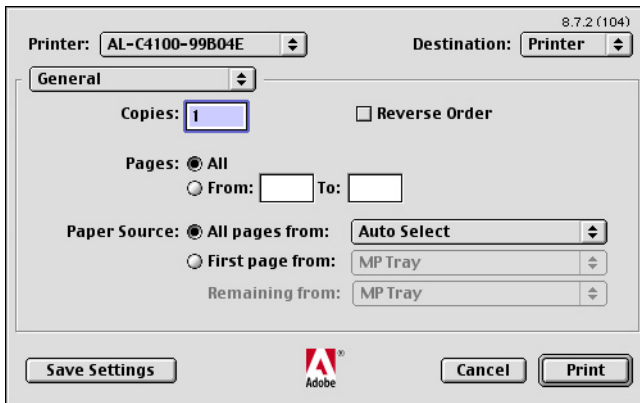 8.7.2 (104)
Printer: AL-C4100-99B04E Destination: Printer
General
Copies: 1 Reverse Order
Pages: All
From: To:
Paper Source: All pages from: Auto Select
First page from: MP Tray
Remaining from: MP Tray
Save Settings Adobe® Cancel Print